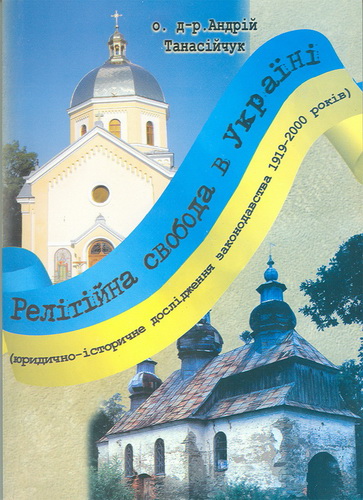 о. д-р.Андрій
Танасійчук
Релігійна свобода в Україні
(юридично-історичне дослідження законодавства 1919-2000 років)